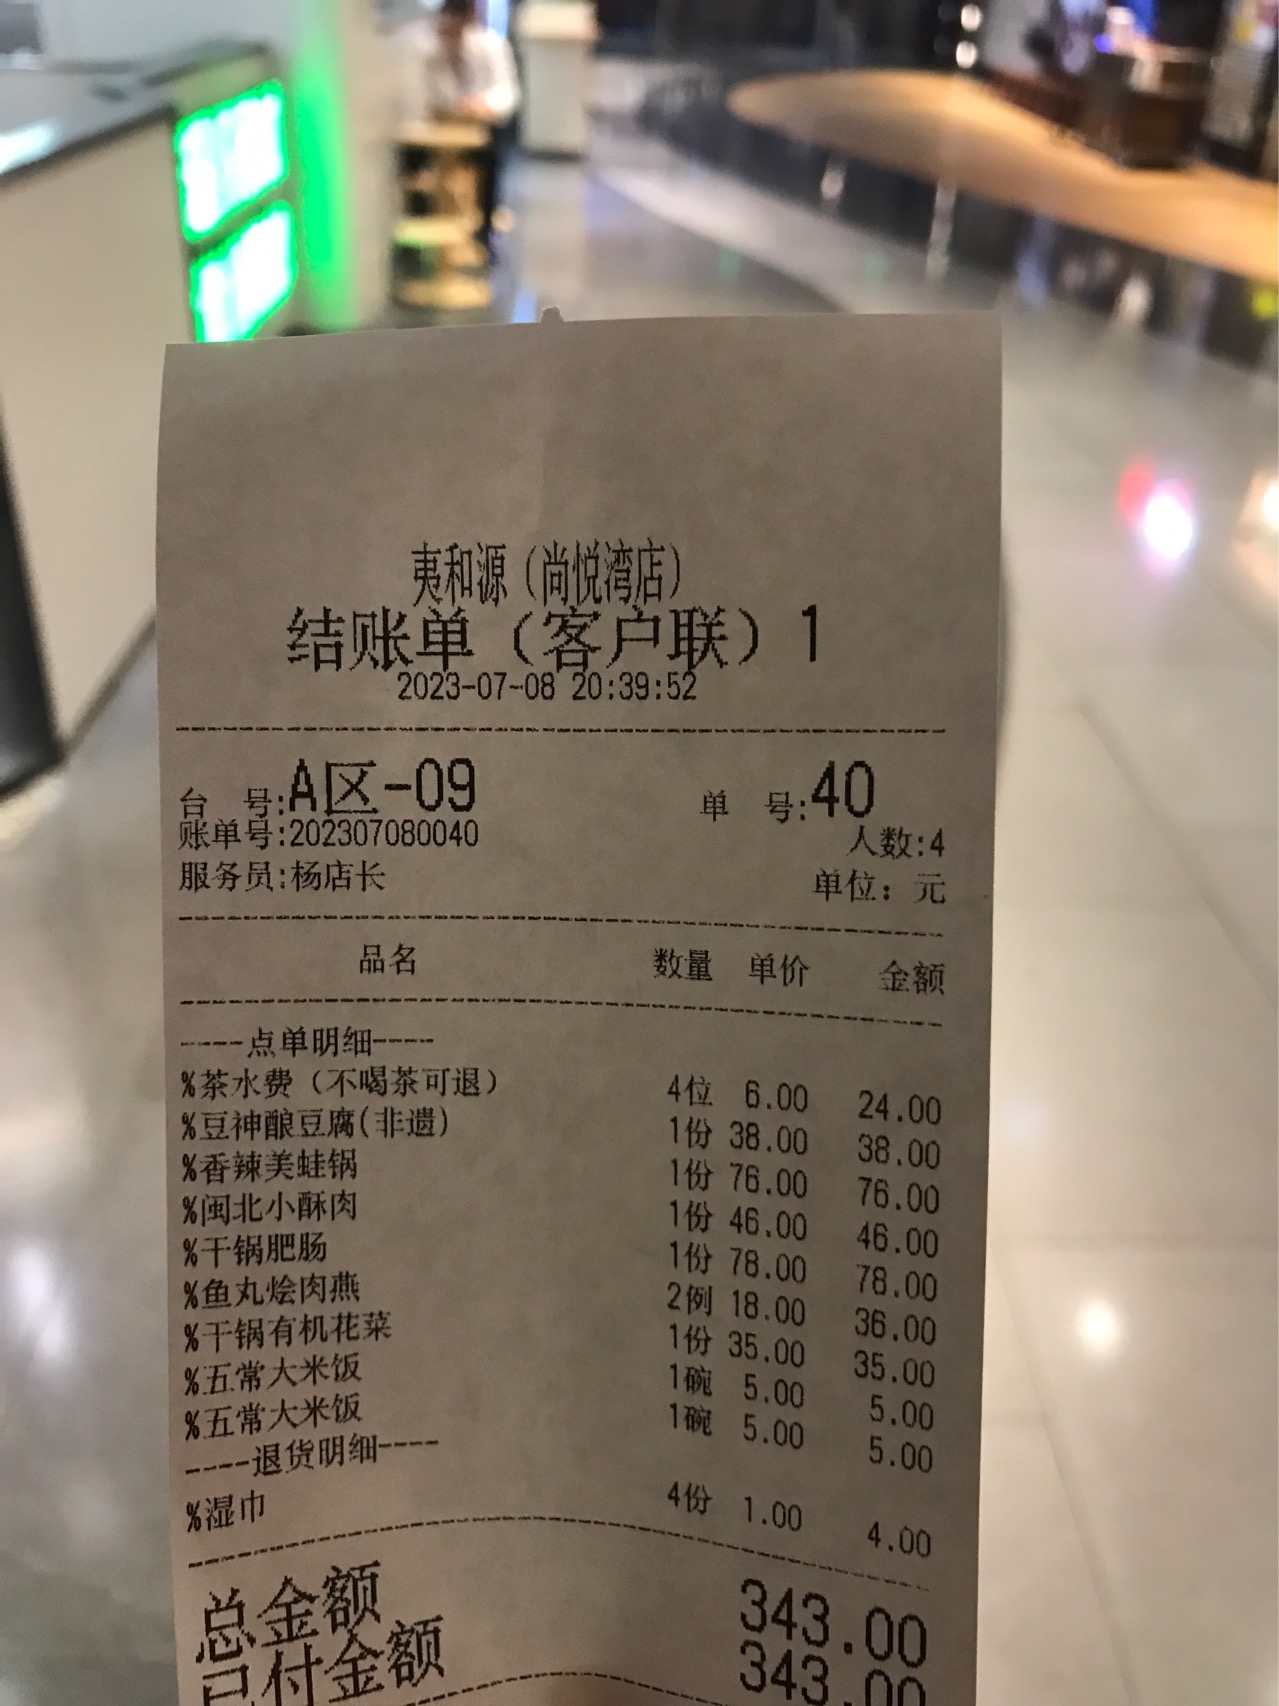 夷和源（尚悦湾店）
结账单（客户联）1
2023-07-08 20:39:52
台 号:A区-09 单 号:40
账单号:202307080040 人数:4
服务员:杨店长 单位：元
品名 数量 单价 金额
----点单明细----
%茶水费（不喝茶可退） 4位 6.00 24.00
%豆神酿豆腐(非遗) 1份 38.00 38.00
%香辣美蛙锅 1份 76.00 76.00
%闽北小酥肉 1份 46.00 46.00
%干锅肥肠 1份 78.00 78.00
%鱼丸烩肉燕 2例 18.00 36.00
%干锅有机花菜 1份 35.00 35.00
%五常大米饭 1碗 5.00 5.00
%五常大米饭 1碗 5.00 5.00
----退货明细----
%湿巾 4份 1.00 4.00
总金额 343.00
已付金额 343.00